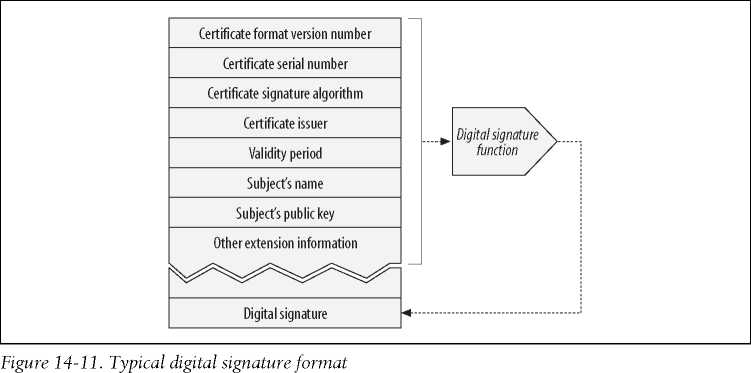 Certificate format version number
Certificate serial number
Certificate signature algorithm
Certificate issuer
Validity period
Subject's name
Subject's public key
Other extension information
Digital signature
Digital signature
function
Figure 14-11. Typical digital signature format